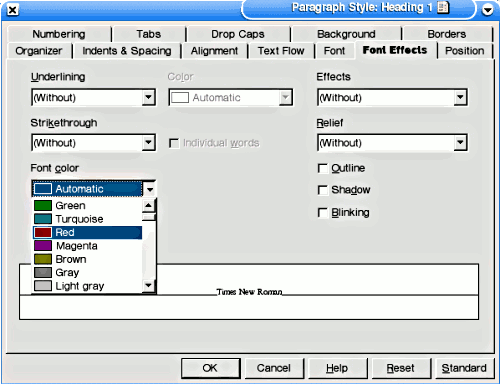 Paragraph Style: Heading 1
Numbering Tabs Drop Caps Background Borders
Organizer Indents & Spacing Alignment Text Flow Font Font Effects Position
Underlining Color Effects
(Without) Automatic (Without)
Strikethrough Relief
(Without) Individual words (Without)
Font color Outline
Automatic Shadow
Green Blinking
Turquoise
Red
Magenta
Brown
Gray
Light gray
Times New Roman
OK Cancel Help Reset Standard